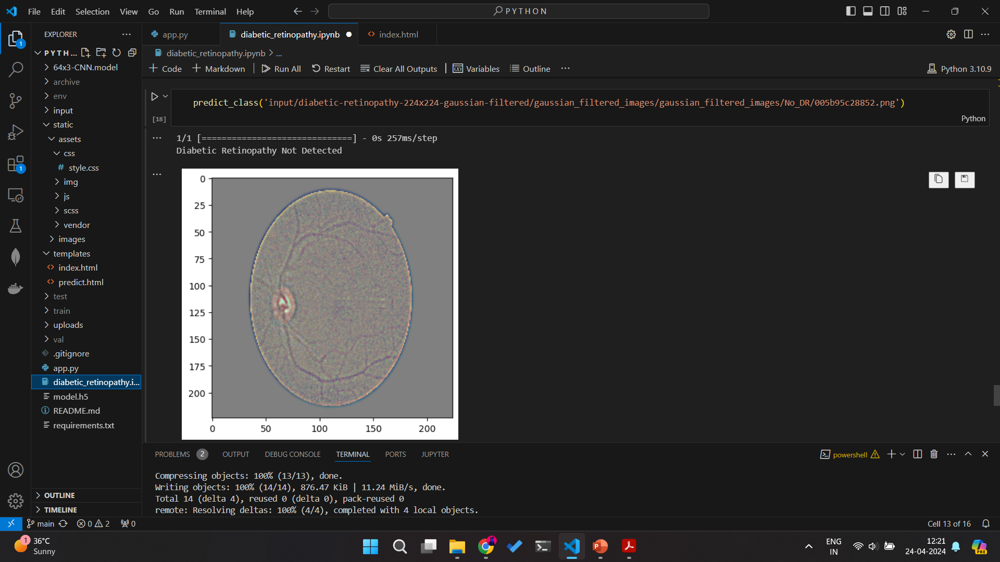 File Edit Selection View Go Run Terminal Help
PYTHON
EXPLORER
app.py
diabetic_retinopathy.ipynb
index.html
PYTH...
diabetic_retinopathy.ipynb > ...
Code
Markdown
Run All
Restart
Clear All Outputs
Variables
Outline
...
Python 3.10.9
1
64x3-CNN.model
archive
env
input
static
assets
css
# style.css
img
js
scss
vendor
images
templates
index.html
predict.html
test
train
uploads
val
.gitignore
app.py
diabetic_retinopathy.i...
model.h5
README.md
requirements.txt
OUTLINE
TIMELINE
1
predict_class('input/diabetic-retinopathy-224x224-gaussian-filtered/gaussian_filtered_images/gaussian_filtered_images/No_DR/005b95c28852.png')
[18]
Python
1/1 [==============================] - 0s 257ms/step
Diabetic Retinopathy Not Detected
0
25
50
75
100
125
150
175
200
0 50 100 150 200
PROBLEMS 2 OUTPUT DEBUG CONSOLE TERMINAL PORTS JUPYTER
powershell
Compressing objects: 100% (13/13), done.
Writing objects: 100% (14/14), 876.47 KiB | 11.24 MiB/s, done.
Total 14 (delta 4), reused 0 (delta 0), pack-reused 0
remote: Resolving deltas: 100% (4/4), completed with 4 local objects.
main 0 2 0
Cell 13 of 16
1
36°C
Sunny
ENG
IN
12:21
24-04-2024
PRE